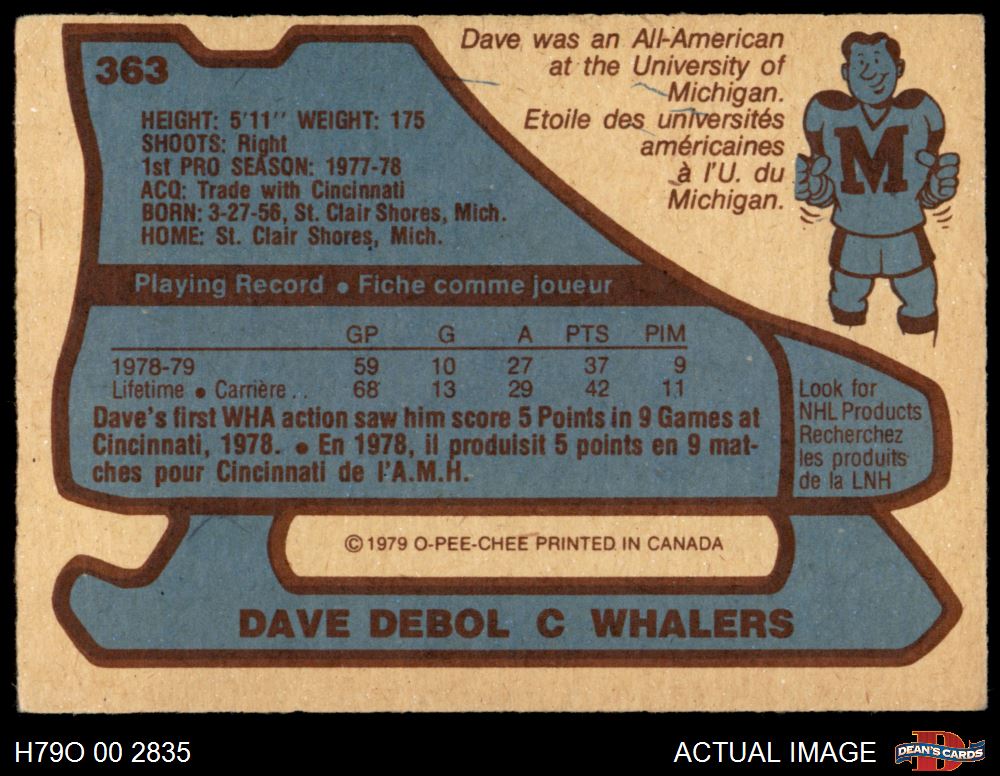 363
Dave was an All-American
at the University of
Michigan.
Etoile des universités
américaines
à l'U. du
Michigan.
M
HEIGHT: 5'11" WEIGHT: 175
SHOOTS: Right
1st PRO SEASON: 1977-78
ACQ: Trade with Cincinnati
BORN: 3-27-56, St. Clair Shores, Mich.
HOME: St. Clair Shores, Mich.
Playing Record • Fiche comme joueur
GP G A PTS PIM
1978-79 59 10 27 37 9
Lifetime • Carrière .. 68 13 29 42 11
Dave's first WHA action saw him score 5 Points in 9 Games at
Cincinnati, 1978. • En 1978, il produisit 5 points en 9 mat-
ches pour Cincinnati de l'A.M.H.
Look for
NHL Products
Recherchez
les produits
de la LNH
© 1979 O-PEE-CHEE PRINTED IN CANADA
DAVE DEBOL C WHALERS
H79O 00 2835
ACTUAL IMAGE
D
DEAN'S CARDS